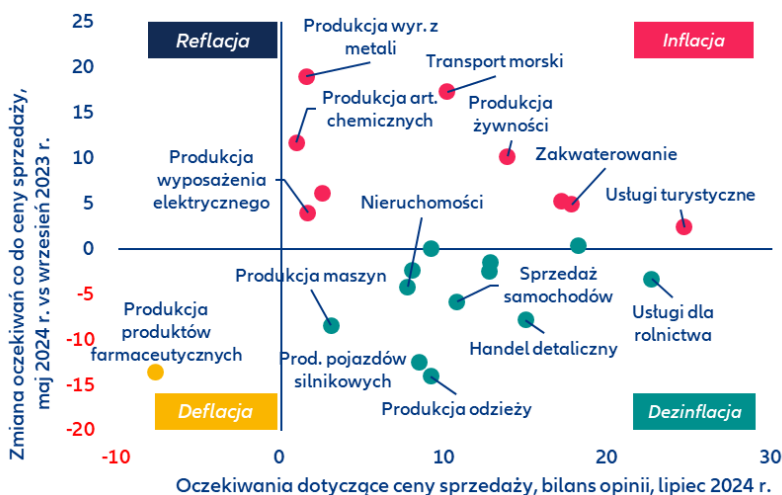 Zmiana oczekiwań co do ceny sprzedaży,
maj 2024 r. vs wrzesień 2023 r.
25
20
15
10
5
0
-5
-10
-15
-20
-10
0
10
20
30
Reflacja
Inflacja
Deflacja
Dezinflacja
Produkcja wyr. z
metali
Transport morski
Produkcja art.
chemicznych
Produkcja
żywności
Produkcja
wyposażenia
elektrycznego
Zakwaterowanie
Nieruchomości
Usługi turystyczne
Produkcja maszyn
Sprzedaż
samochodów
Produkcja
produktów
farmaceutycznych
Usługi dla
rolnictwa
Handel detaliczny
Prod. pojazdów
silnikowych
Produkcja odzieży
Oczekiwania dotyczące ceny sprzedaży, bilans opinii, lipiec 2024 r.